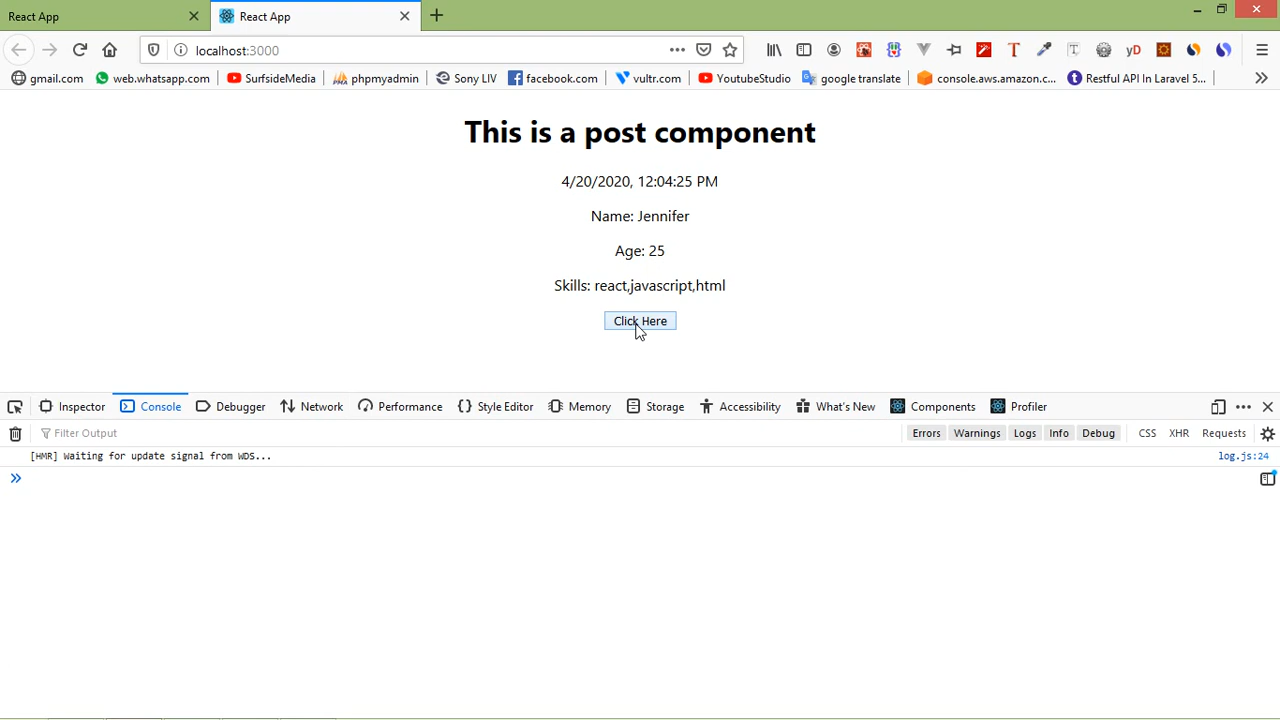 React App
React App
localhost:3000
gmail.com web.whatsapp.com SurfsideMedia phpmyadmin Sony LIV facebook.com vultr.com YoutubeStudio google translate console.aws.amazon.c... Restful API In Laravel 5...
This is a post component
4/20/2020, 12:04:25 PM
Name: Jennifer
Age: 25
Skills: react,javascript,html
Click Here
Inspector Console Debugger Network Performance Style Editor Memory Storage Accessibility What's New Components Profiler
Filter Output Errors Warnings Logs Info Debug CSS XHR Requests
[HMR] Waiting for update signal from WDS... log.js:24